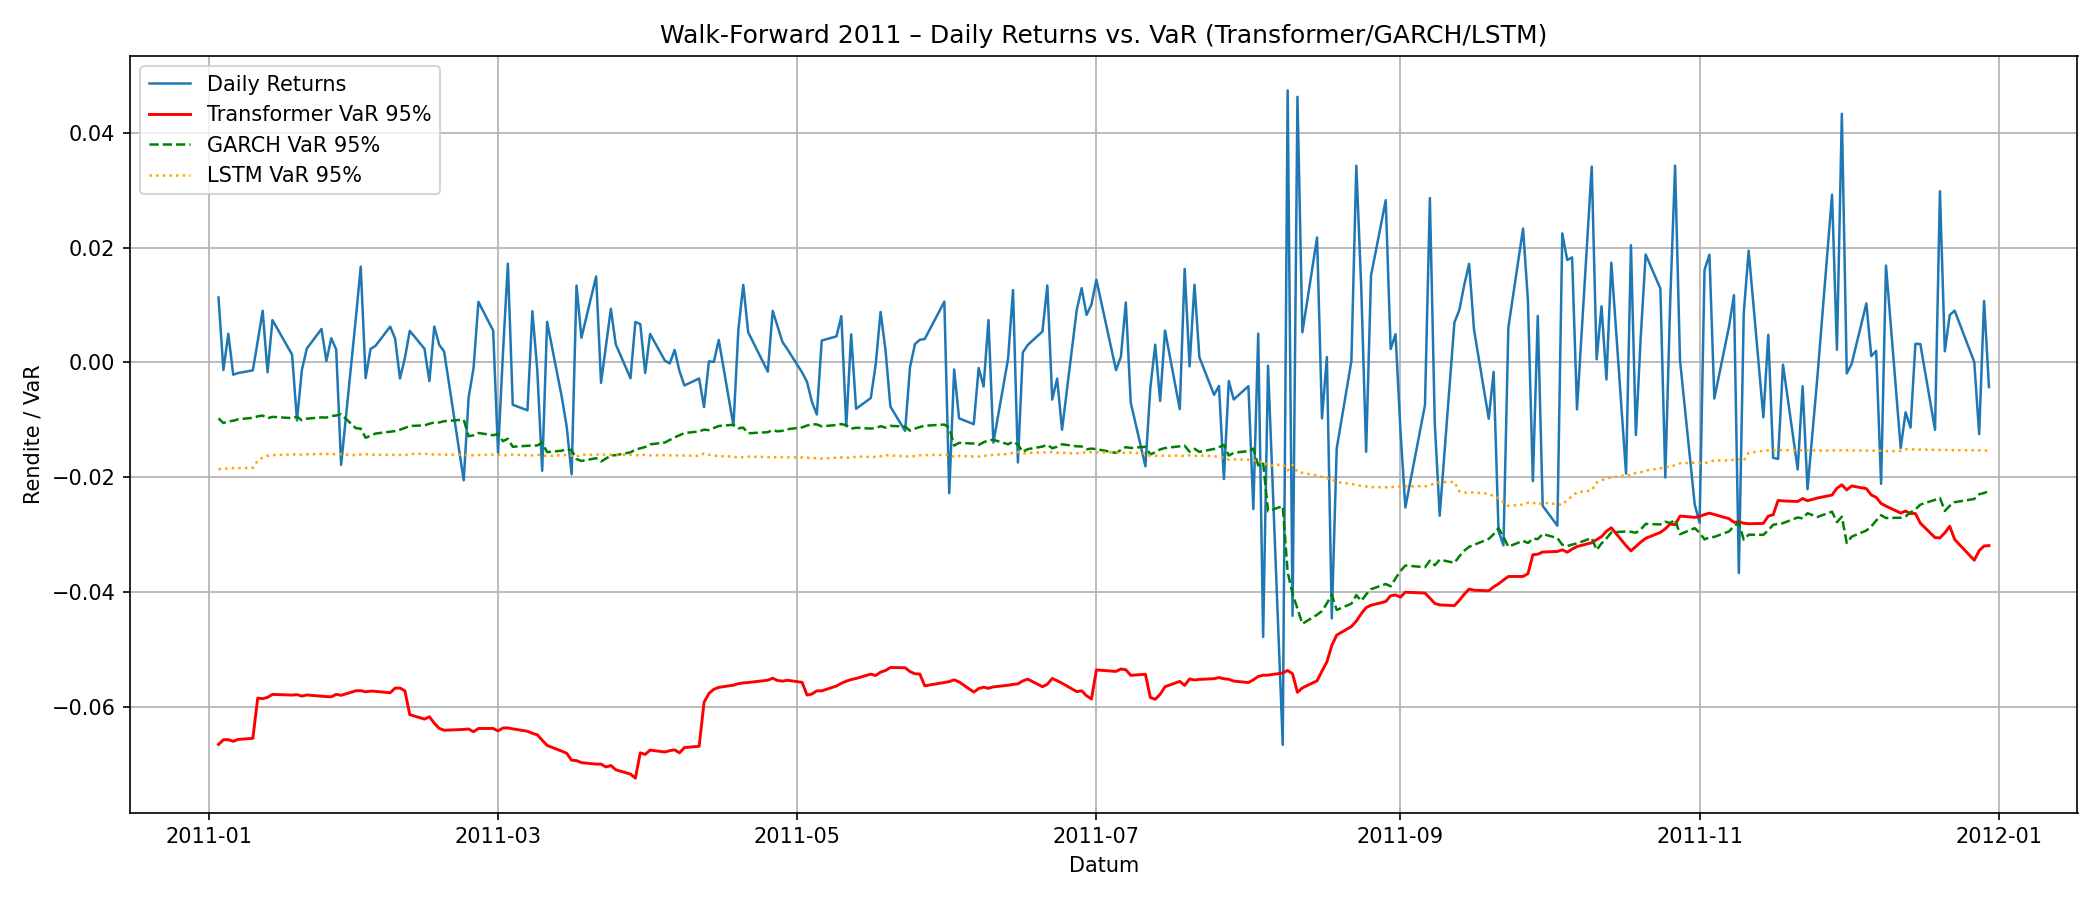 Walk-Forward 2011 – Daily Returns vs. VaR (Transformer/GARCH/LSTM)
Daily Returns
Transformer VaR 95%
GARCH VaR 95%
LSTM VaR 95%
Rendite / VaR
0.04
0.02
0.00
−0.02
−0.04
−0.06
2011-01
2011-03
2011-05
2011-07
2011-09
2011-11
2012-01
Datum